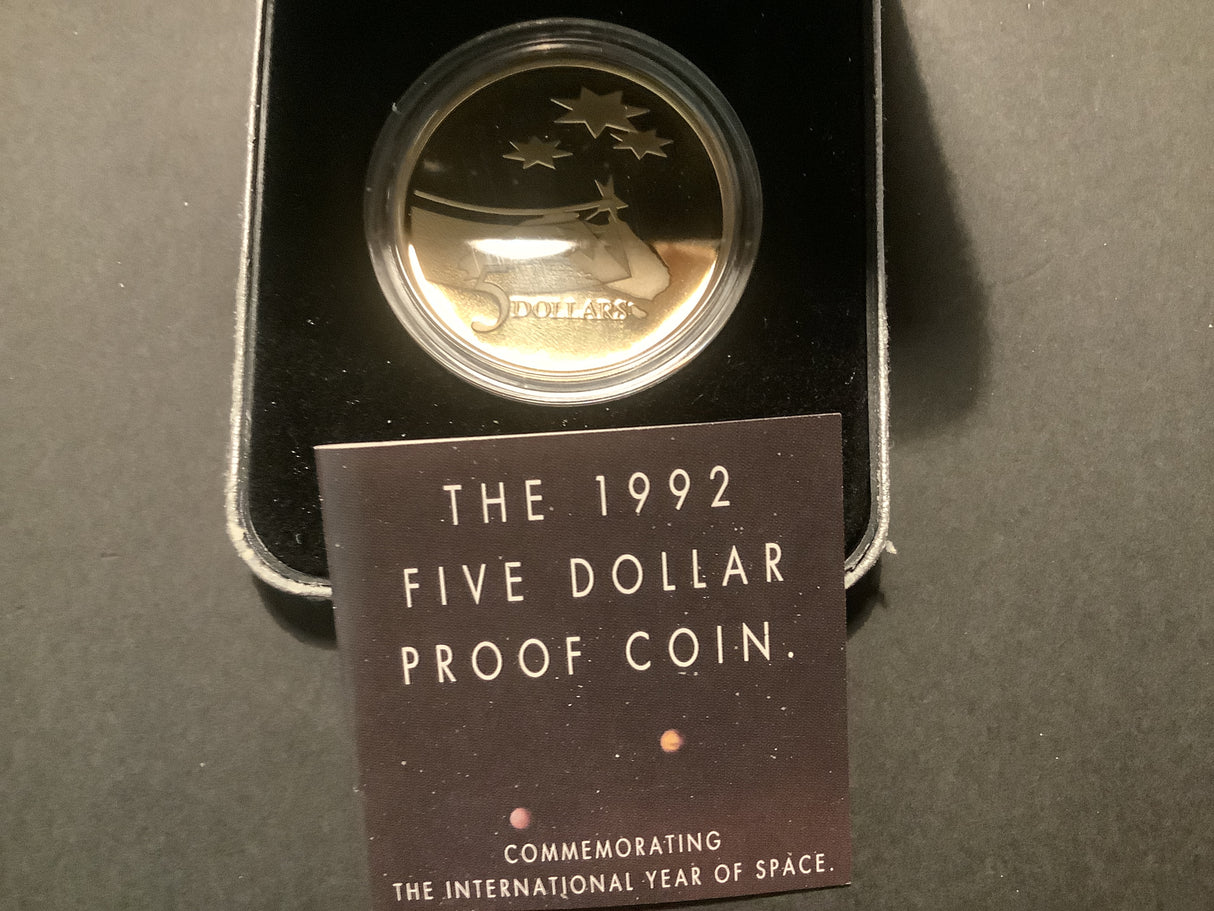 5 DOLLARS
THE 1992
FIVE DOLLAR
PROOF COIN.
COMMEMORATING
THE INTERNATIONAL YEAR OF SPACE.